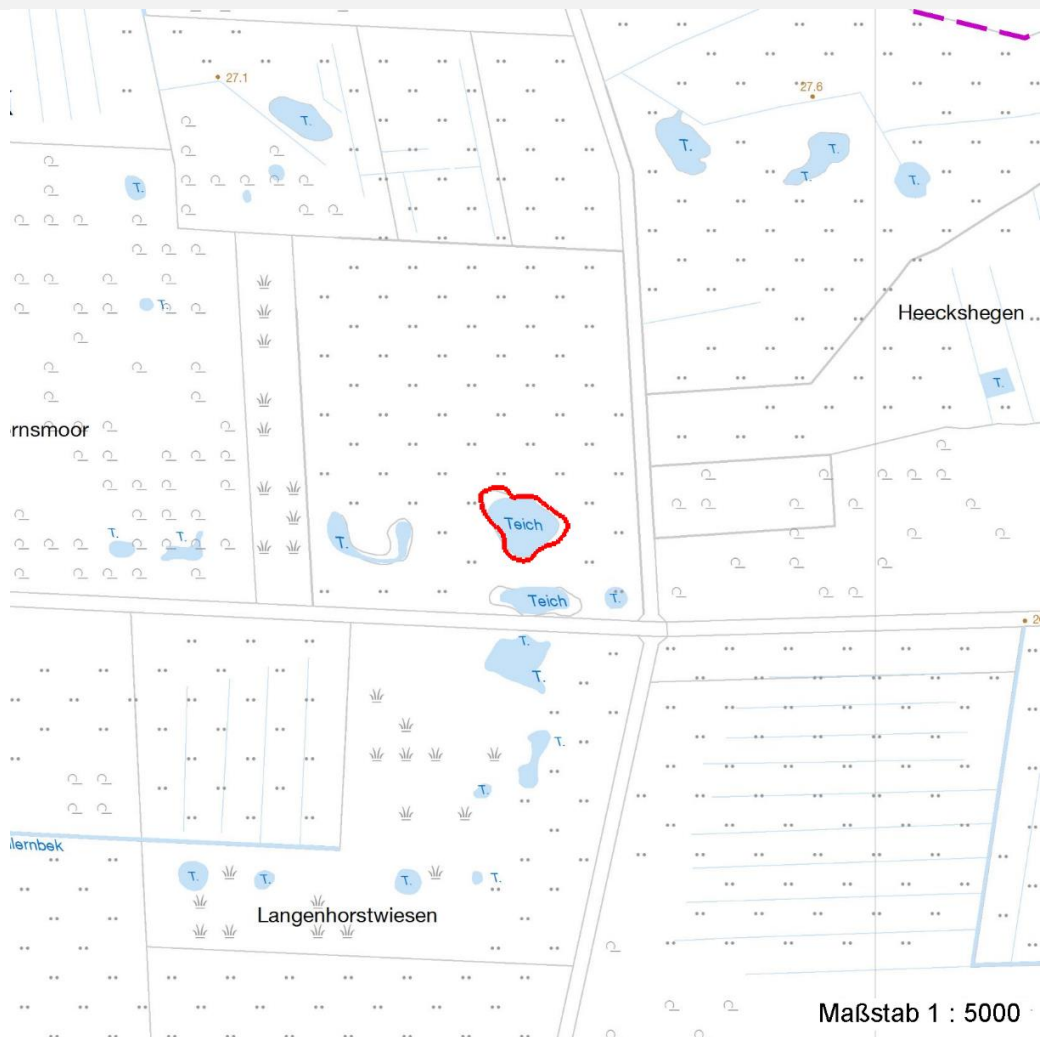 27.1
27.6
T.
T.
T.
T.
T.
T.
T.
Heeckshegen
T.
rnsmoor
Teich
T.
T.
T.
Teich
T.
T.
T.
T.
T.
lernbek
T.
T.
T.
T.
Langenhorstwiesen
Maßstab 1 : 5000